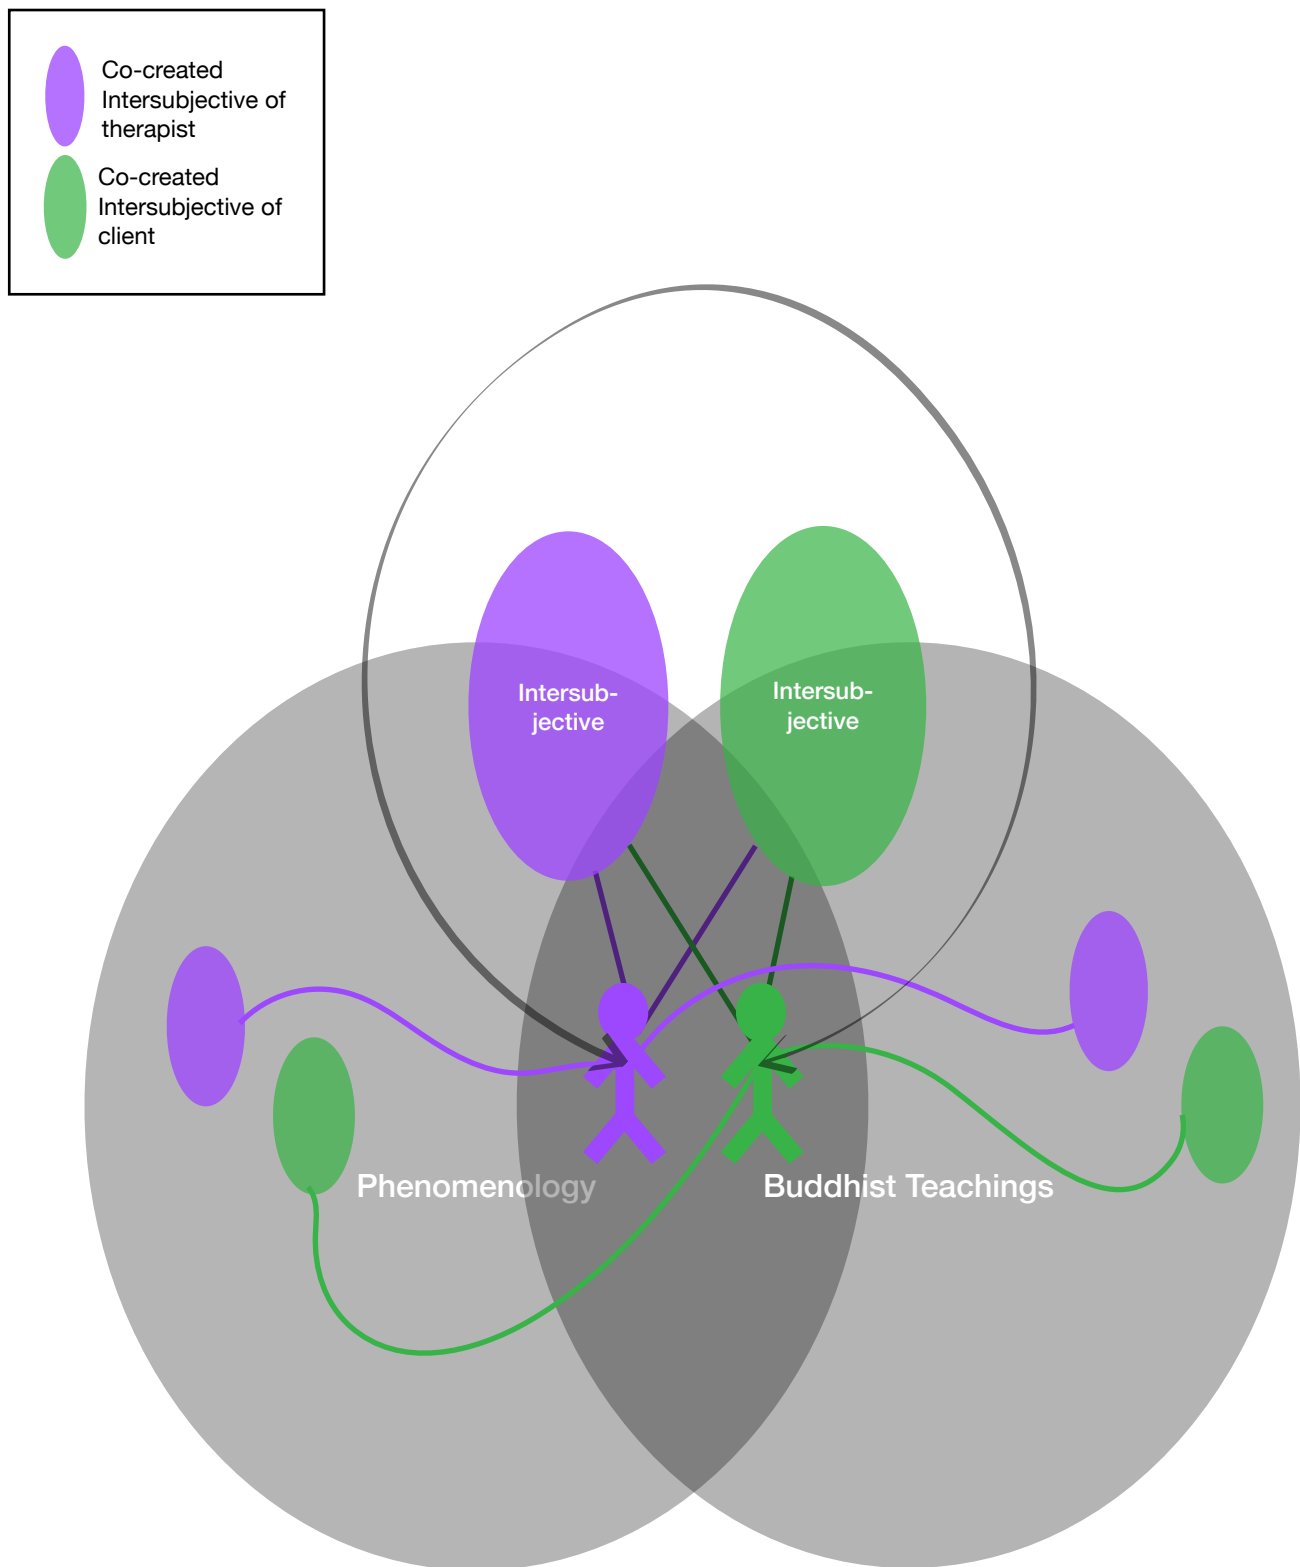 Co-created
Intersubjective of
therapist
Co-created
Intersubjective of
client
Intersub-
jective
Intersub-
jective
Phenomenology
Buddhist Teachings